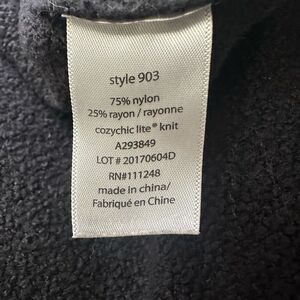 style 903
75% nylon
25% rayon / rayonne
cozychic lite® knit
A293849
LOT # 20170604D
RN#111248
made in china/
Fabriqué en Chine